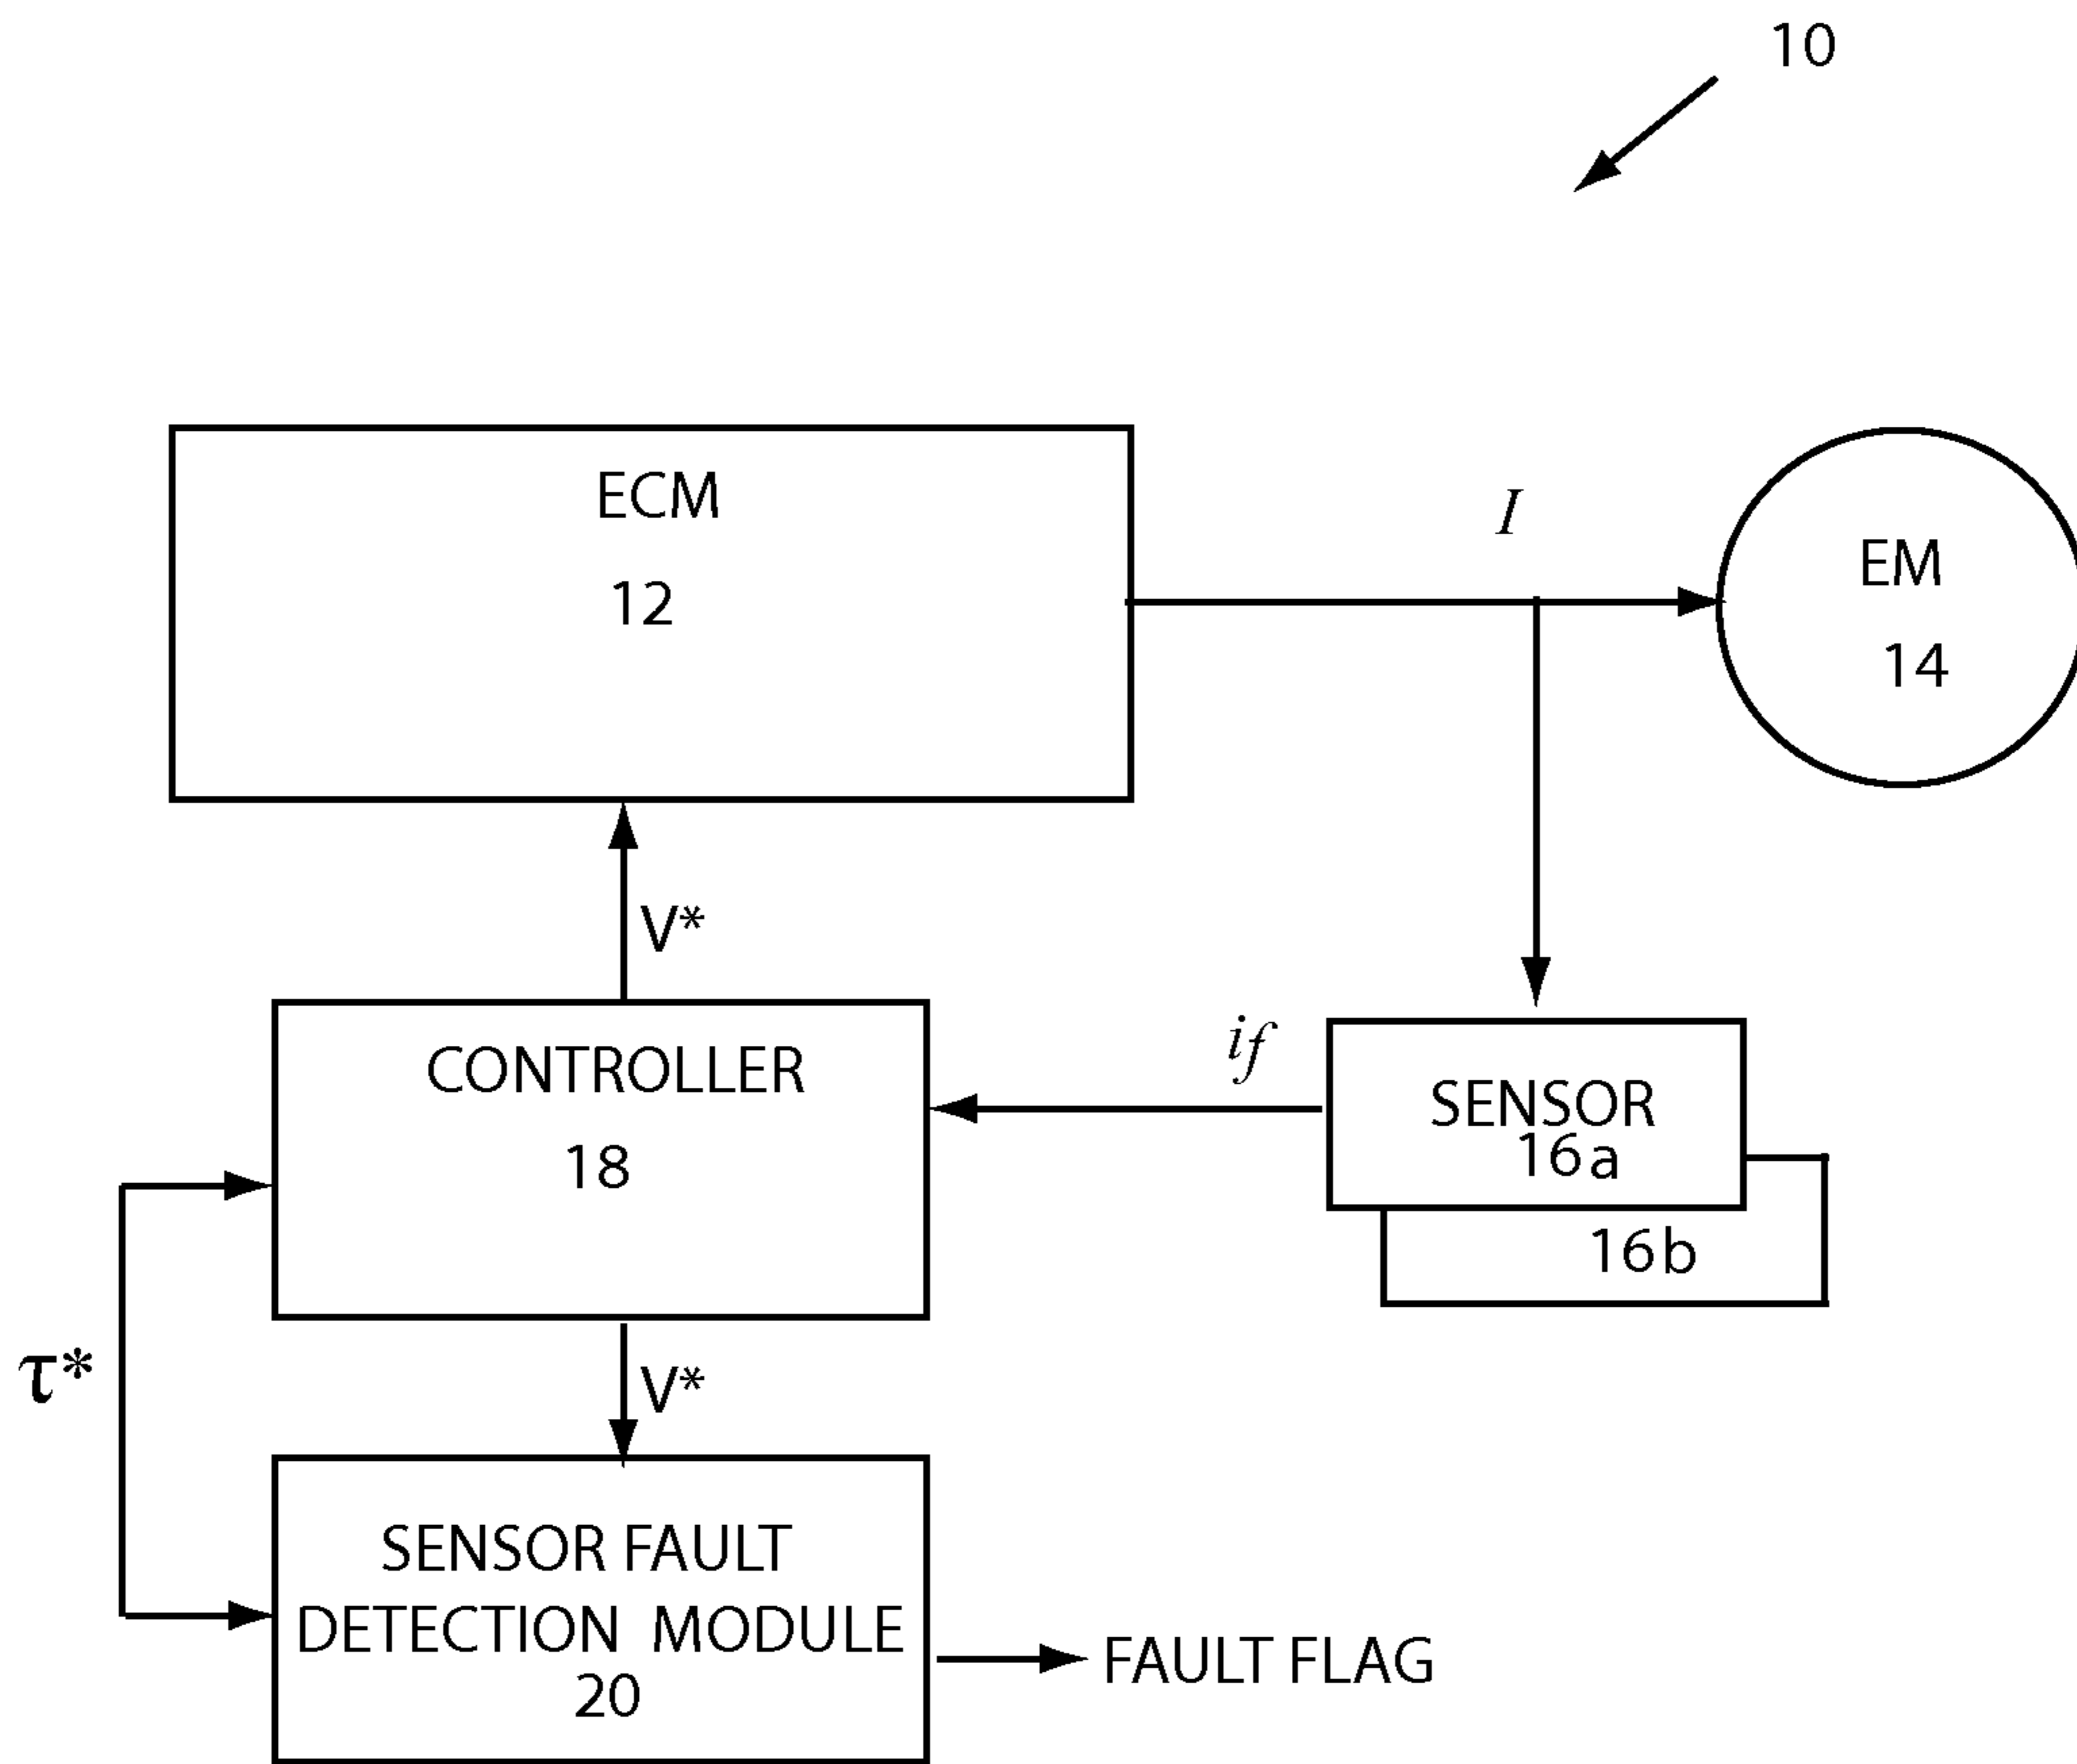 10
ECM
12
I
EM
14
V*
CONTROLLER
18
if
SENSOR
16a
16b
τ*
V*
SENSOR FAULT
DETECTION MODULE
20
FAULT FLAG